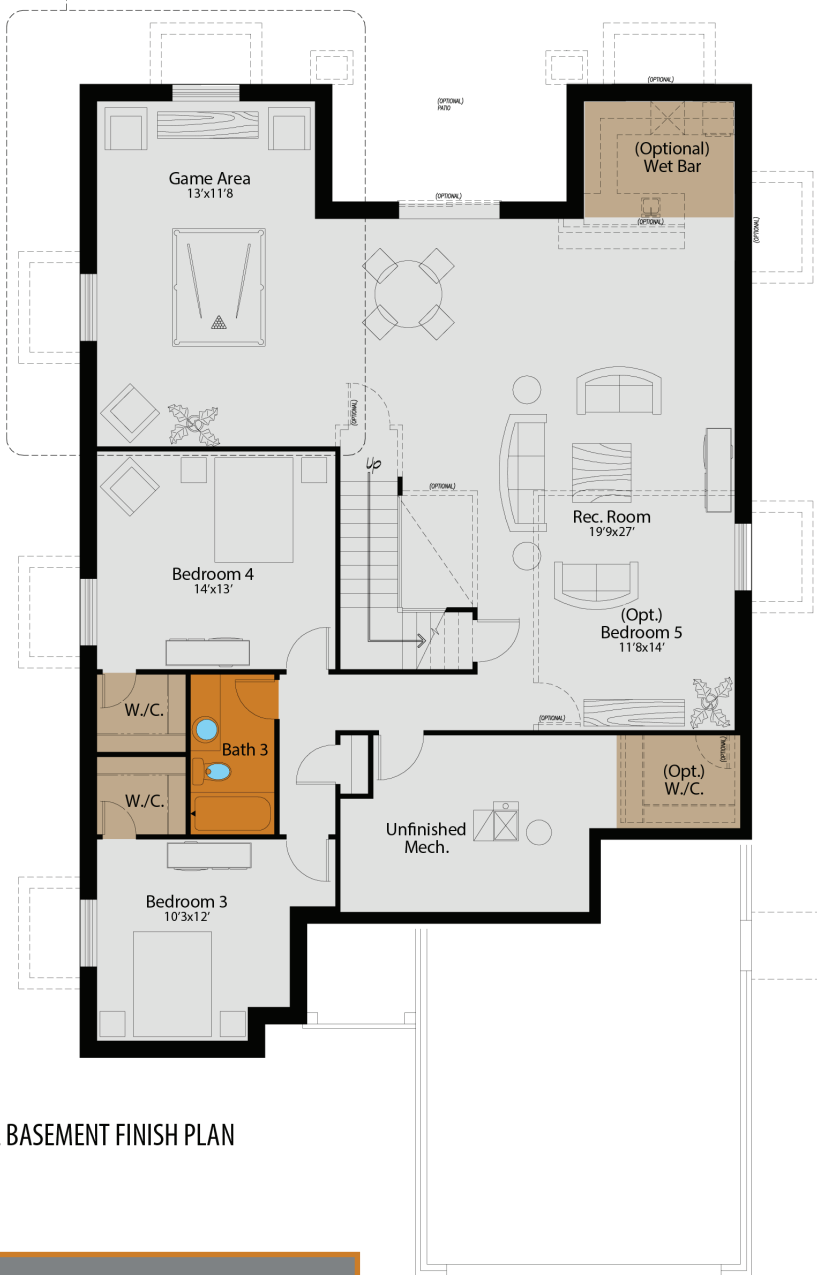 (OPTIONAL)
(OPTIONAL)
PATIO
(Optional)
Wet Bar
Game Area
13'x11'8
(OPTIONAL)
(OPTIONAL)
(OPTIONAL)
(OPTIONAL)
Up
(OPTIONAL)
Rec. Room
19'9x27'
Bedroom 4
14'x13'
(Opt.)
Bedroom 5
11'8x14'
W./C.
(OPTIONAL)
Bath 3
(OPTIONAL)
(Opt.)
W./C.
W./C.
Unfinished
Mech.
Bedroom 3
10'3x12'
BASEMENT FINISH PLAN